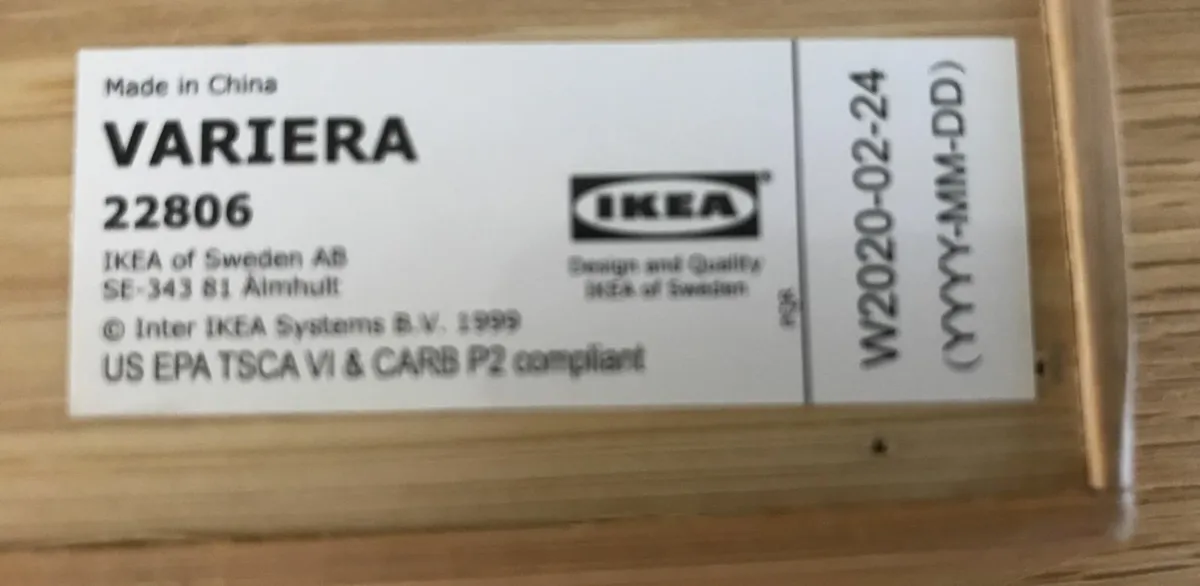 Made in China
VARIERA
22806
IKEA of Sweden AB
SE-343 81 Älmhult
© Inter IKEA Systems B.V. 1999
US EPA TSCA VI & CARB P2 compliant
IKEA®
Design and Quality
IKEA of Sweden
W2020-02-24
(YYYY-MM-DD)